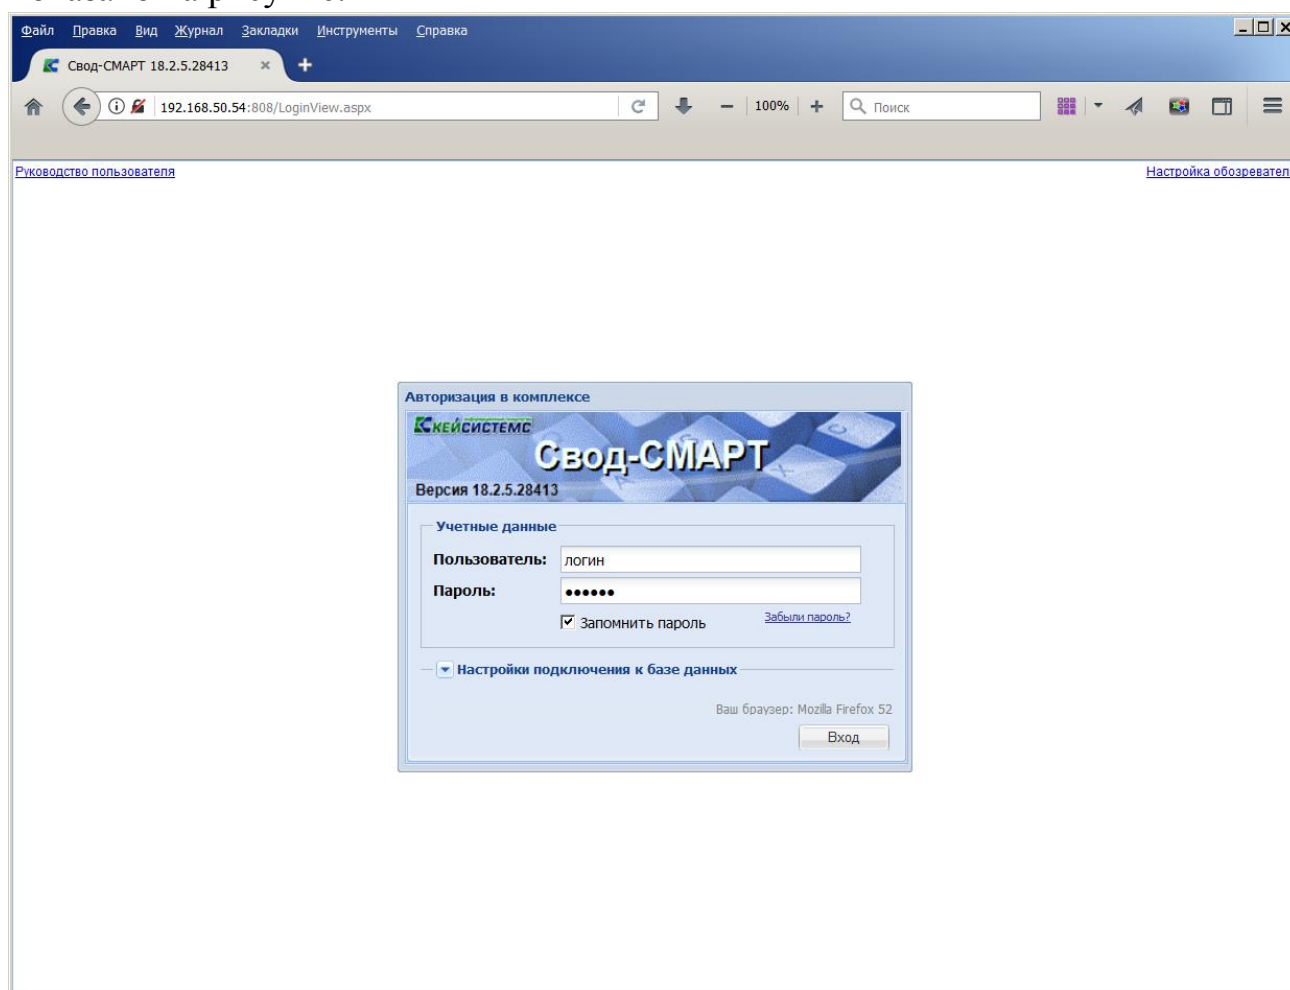 Файл Правка Вид Журнал Закладки Инструменты Справка
Свод-СМАРТ 18.2.5.28413
192.168.50.54:808/LoginView.aspx 100% Поиск
Руководство пользователя Настройка обозревател
Авторизация в комплексе
КЕЙСИСТЕМС
Свод-СМАРТ
Версия 18.2.5.28413
Учетные данные
Пользователь: логин
Пароль: ••••••
Запомнить пароль Забыли пароль?
Настройки подключения к базе данных
Ваш браузер: Mozilla Firefox 52
Вход